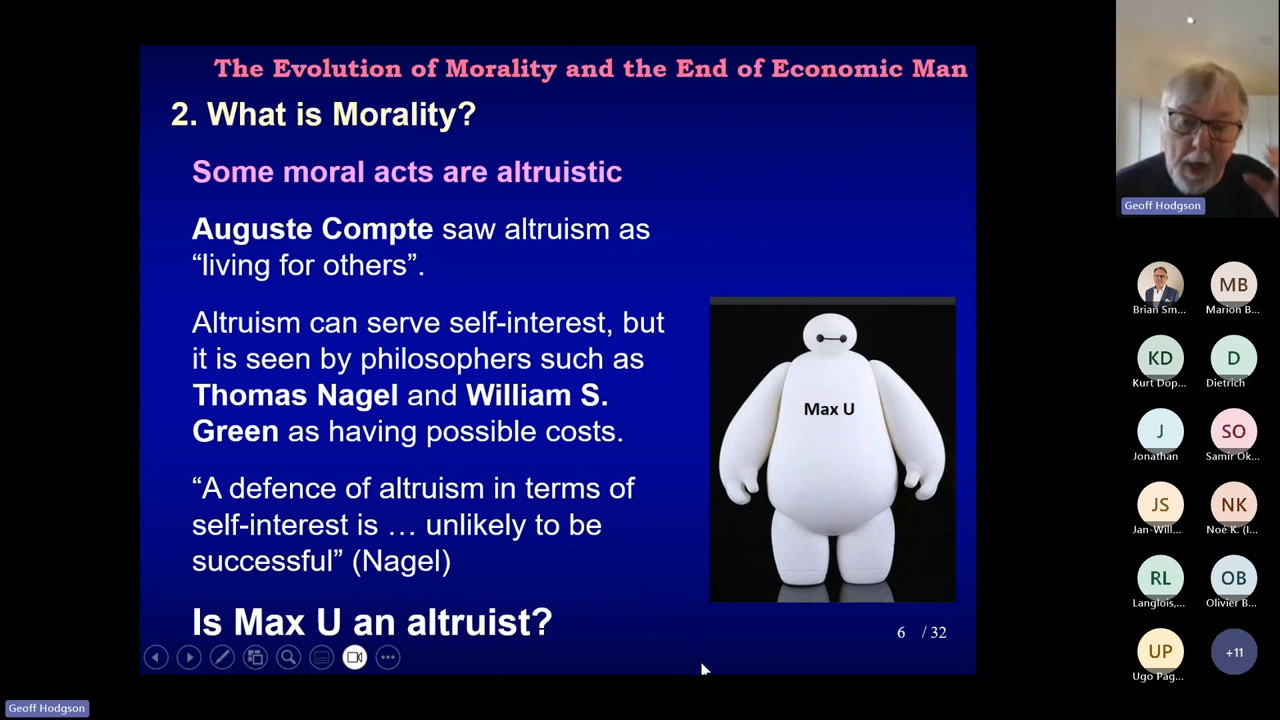 The Evolution of Morality and the End of Economic Man
2. What is Morality?
Some moral acts are altruistic
Auguste Compte saw altruism as
“living for others”.
Altruism can serve self-interest, but
it is seen by philosophers such as
Thomas Nagel and William S.
Green as having possible costs.
“A defence of altruism in terms of
self-interest is … unlikely to be
successful” (Nagel)
Is Max U an altruist?
Max U
6 / 32
Geoff Hodgson
Brian Sm...
MB
Marion B...
KD
Kurt Dop...
D
Dietrich
J
Jonathan
SO
Samir Ok...
JS
Jan-Will...
NK
Noé K. (I...
RL
Langlois,...
OB
Olivier B...
UP
Ugo Pag...
+11
Geoff Hodgson